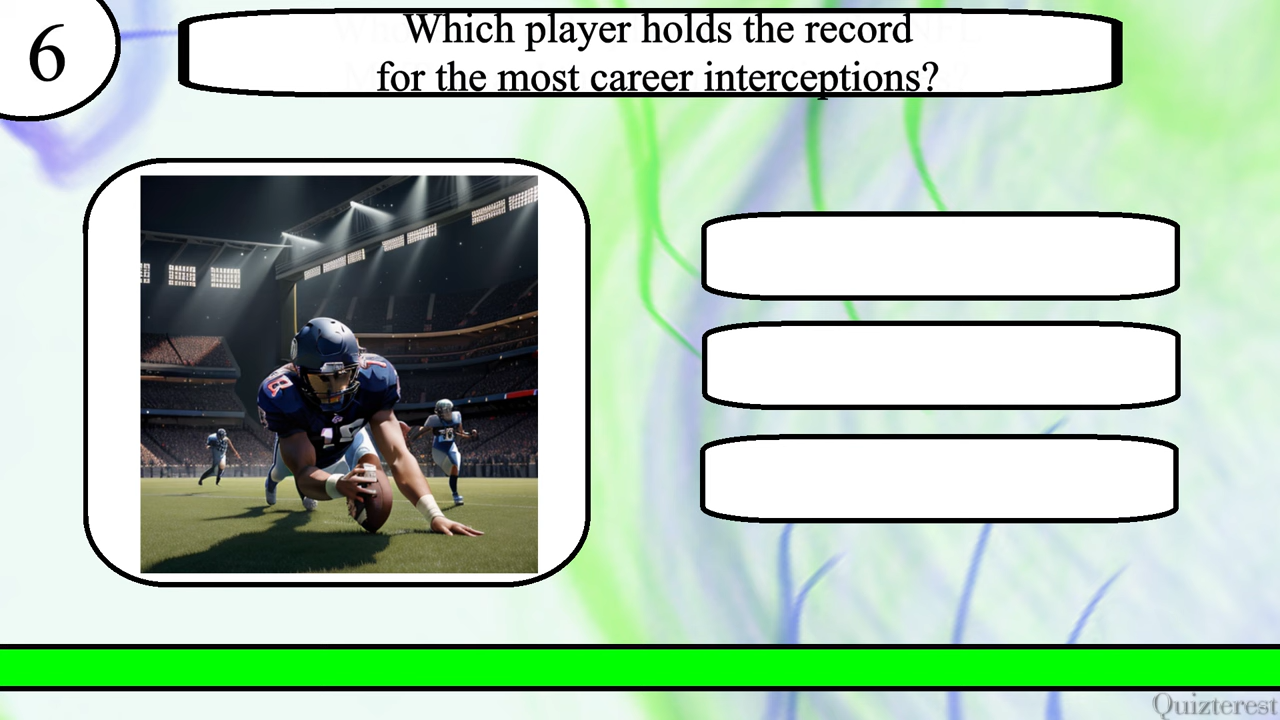 6
Which player holds the record
for the most career interceptions?
Quizterest